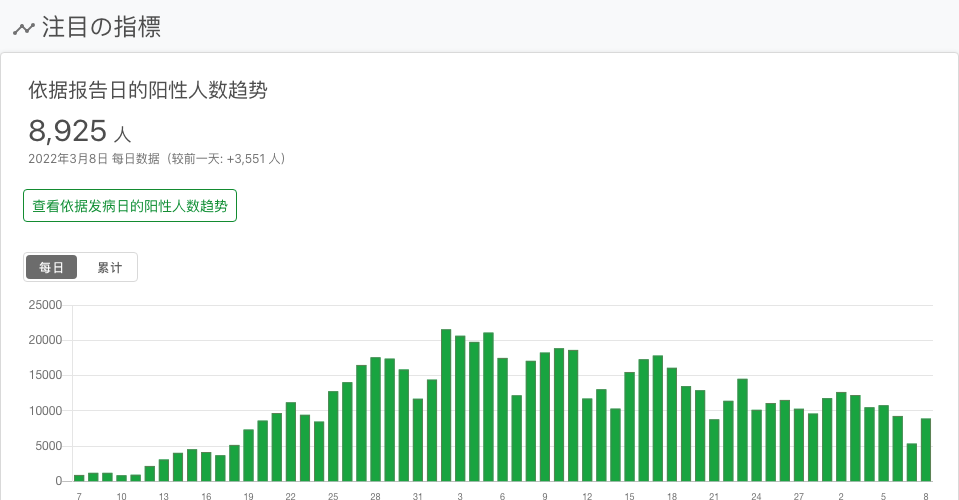 注目の指標
依据报告日的阳性人数趋势
8,925 人
2022年3月8日 每日数据（较前一天: +3,551 人）
查看依据发病日的阳性人数趋势
每日 累计
25000
20000
15000
10000
5000
0
7 10 13 16 19 22 25 28 31 3 6 9 12 15 18 21 24 27 2 5 8